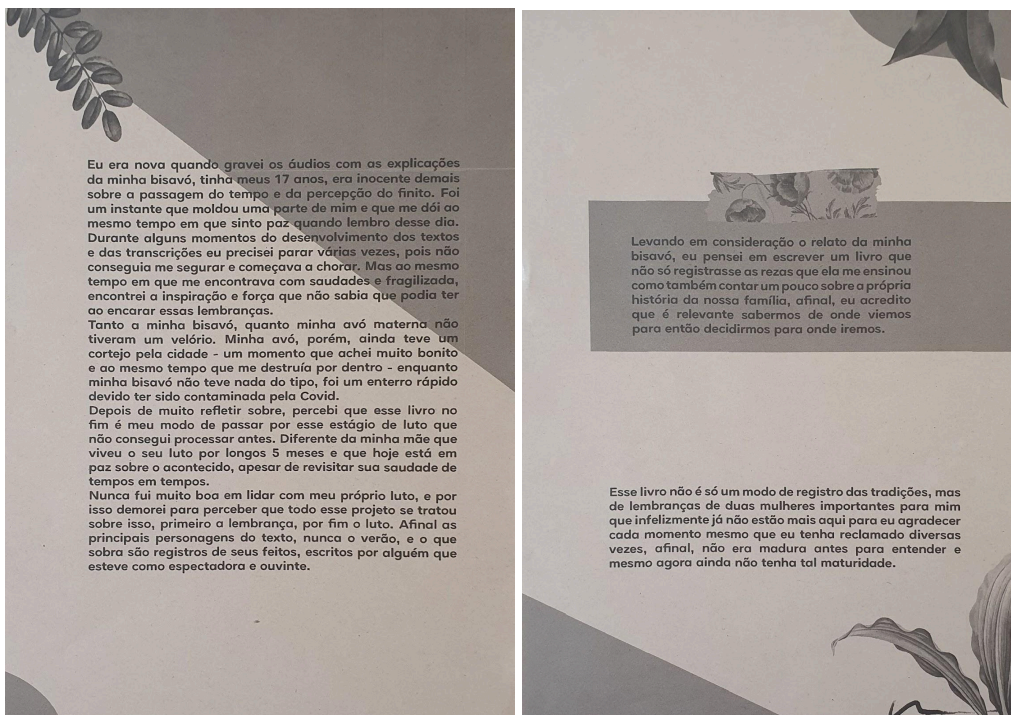 Eu era nova quando gravei os áudios com as explicações
da minha bisavó, tinha meus 17 anos, era inocente demais
sobre a passagem do tempo e da percepção do finito. Foi
um instante que moldou uma parte de mim e que me dói ao
mesmo tempo em que sinto paz quando lembro desse dia.
Durante alguns momentos do desenvolvimento dos textos
e das transcrições eu precisei parar várias vezes, pois não
conseguia me segurar e começava a chorar. Mas ao mesmo
tempo em que me encontrava com saudades e fragilizada,
encontrei a inspiração e força que não sabia que podia ter
ao encarar essas lembranças.
Tanto a minha bisavó, quanto minha avó materna não
tiveram um velório. Minha avó, porém, ainda teve um
cortejo pela cidade - um momento que achei muito bonito
e ao mesmo tempo que me destruía por dentro - enquanto
minha bisavó não teve nada do tipo, foi um enterro rápido
devido ter sido contaminada pela Covid.
Depois de muito refletir sobre, percebi que esse livro no
fim é meu modo de passar por esse estágio de luto que
não consegui processar antes. Diferente da minha mãe que
viveu o seu luto por longos 5 meses e que hoje está em
paz sobre o acontecido, apesar de revisitar sua saudade de
tempos em tempos.
Nunca fui muito boa em lidar com meu próprio luto, e por
isso demorei para perceber que todo esse projeto se tratou
sobre isso, primeiro a lembrança, por fim o luto. Afinal as
principais personagens do texto, nunca o verão, e o que
sobra são registros de seus feitos, escritos por alguém que
esteve como espectadora e ouvinte.
Levando em consideração o relato da minha
bisavó, eu pensei em escrever um livro que
não só registrasse as rezas que ela me ensinou
como também contar um pouco sobre a própria
história da nossa família, afinal, eu acredito
que é relevante sabermos de onde viemos
para então decidirmos para onde iremos.
Esse livro não é só um modo de registro das tradições, mas
de lembranças de duas mulheres importantes para mim
que infelizmente já não estão mais aqui para eu agradecer
cada momento mesmo que eu tenha reclamado diversas
vezes, afinal, não era madura antes para entender e
mesmo agora ainda não tenha tal maturidade.